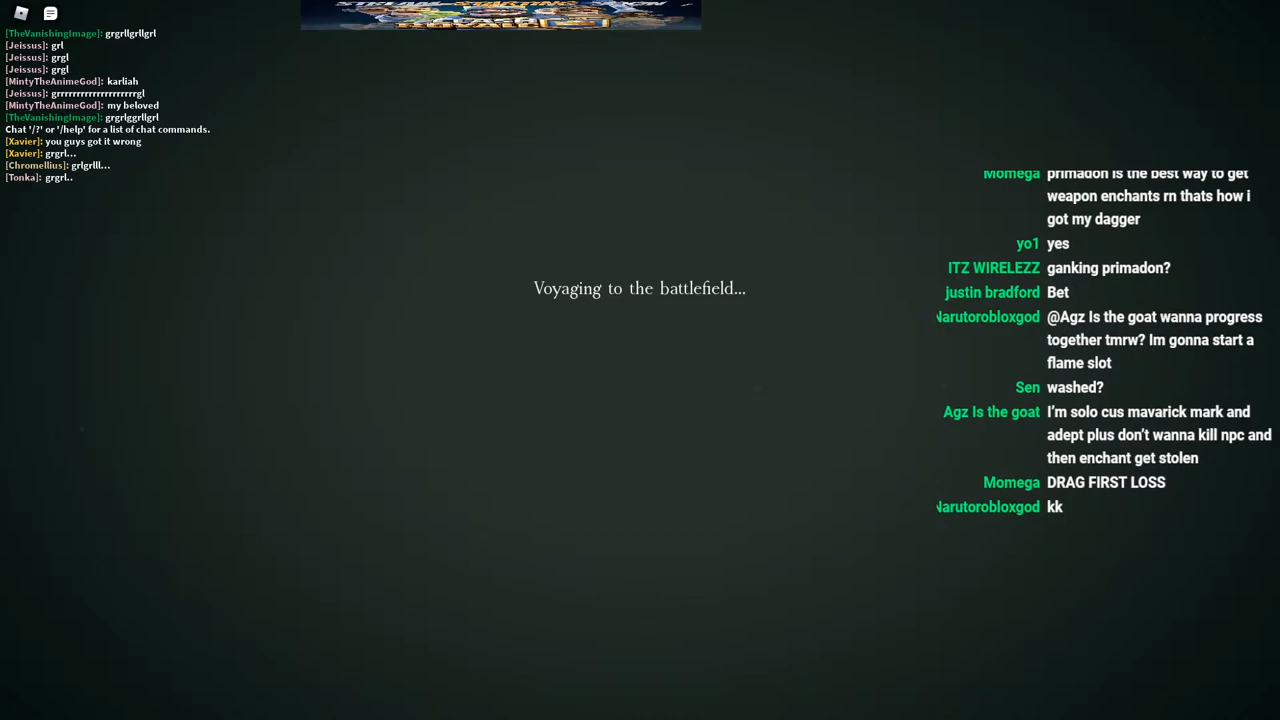 [TheVanishingImage]: grgrllgrllgrl
[Jeissus]: grl
[Jeissus]: grgl
[Jeissus]: grgl
[MintyTheAnimeGod]: karliah
[Jeissus]: grrrrrrrrrrrrrrrrrrrrgl
[MintyTheAnimeGod]: my beloved
[TheVanishingImage]: grgrlggrllgrl
Chat '/?' or '/help' for a list of chat commands.
[Xavier]: you guys got it wrong
[Xavier]: grgrl...
[Chromellius]: grlgrlll...
[Tonka]: grgrl..
Voyaging to the battlefield...
Momega primadon is the best way to get
weapon enchants rn thats how i
got my dagger
yo1 yes
ITZ WIRELEZZ ganking primadon?
justin bradford Bet
Narutorobloxgod @Agz Is the goat wanna progress
together tmrw? Im gonna start a
flame slot
Sen washed?
Agz Is the goat I'm solo cus mavarick mark and
adept plus don't wanna kill npc and
then enchant get stolen
Momega DRAG FIRST LOSS
Narutorobloxgod kk